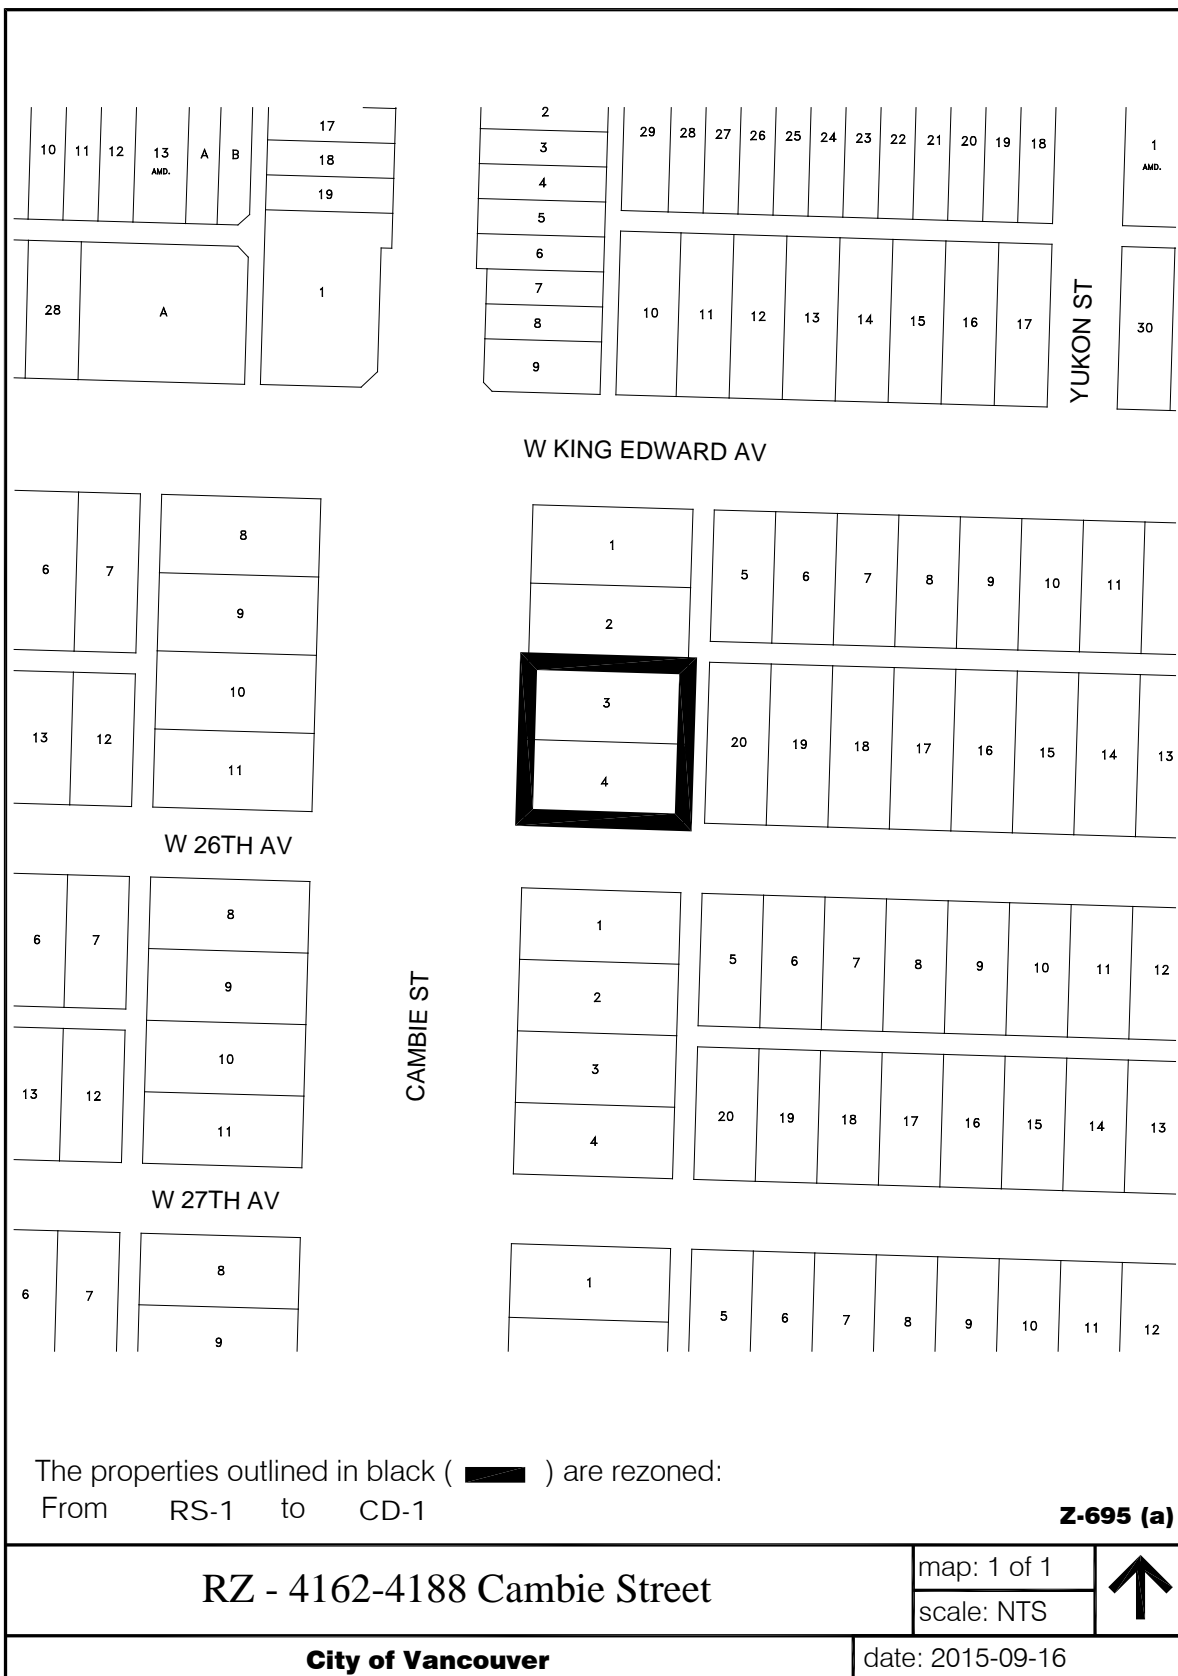 17
2
10 11 12 13 A B
AMD.
18
19
3
4
5
6
29 28 27 26 25 24 23 22 21 20 19 18
1
AMD.
28 A
1
7
8
9
10 11 12 13 14 15 16 17
YUKON ST
30
W KING EDWARD AV
6 7
8
9
10
11
1
2
3
4
5 6 7 8 9 10 11
13 12
20 19 18 17 16 15 14 13
W 26TH AV
6 7
8
9
10
11
CAMBIE ST
1
2
3
4
5 6 7 8 9 10 11 12
13 12
20 19 18 17 16 15 14 13
W 27TH AV
6 7
8
9
1
5 6 7 8 9 10 11 12
The properties outlined in black ( ) are rezoned:
From RS-1 to CD-1
Z-695 (a)
RZ - 4162-4188 Cambie Street
map: 1 of 1
scale: NTS
City of Vancouver
date: 2015-09-16